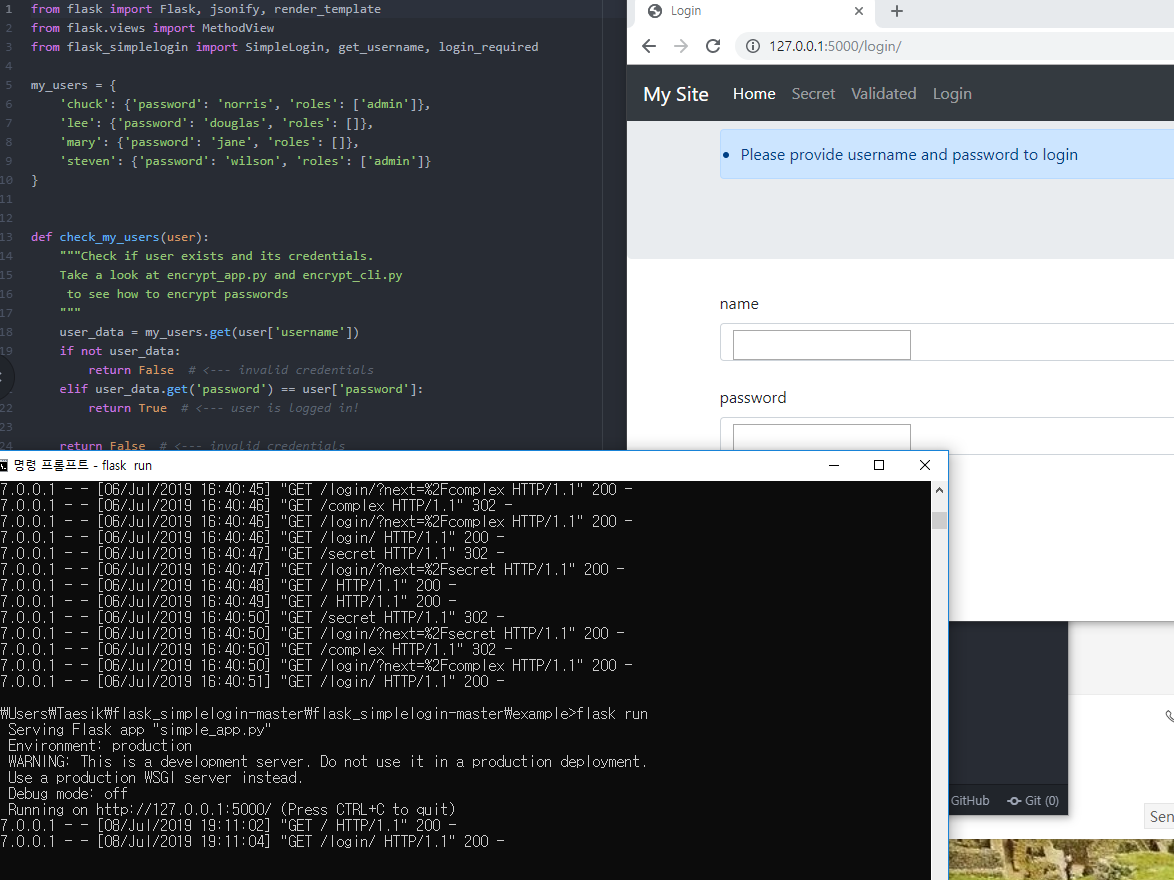 1 from flask import Flask, jsonify, render_template
2 from flask.views import MethodView
3 from flask_simplelogin import SimpleLogin, get_username, login_required
4
5 my_users = {
6 'chuck': {'password': 'norris', 'roles': ['admin']},
7 'lee': {'password': 'douglas', 'roles': []},
8 'mary': {'password': 'jane', 'roles': []},
9 'steven': {'password': 'wilson', 'roles': ['admin']}
10 }
11
12
13 def check_my_users(user):
14 """Check if user exists and its credentials.
15 Take a look at encrypt_app.py and encrypt_cli.py
16 to see how to encrypt passwords
17 """
18 user_data = my_users.get(user['username'])
19 if not user_data:
return False # <--- invalid credentials
elif user_data.get('password') == user['password']:
22 return True # <--- user is logged in!
23
24 return False # <--- invalid credentials
Login
127.0.0.1:5000/login/
My Site Home Secret Validated Login
Please provide username and password to login
name
password
명령 프롬프트 - flask run
7.0.0.1 - - [06/Jul/2019 16:40:45] "GET /login/?next=%2Fcomplex HTTP/1.1" 200 -
7.0.0.1 - - [06/Jul/2019 16:40:46] "GET /complex HTTP/1.1" 302 -
7.0.0.1 - - [06/Jul/2019 16:40:46] "GET /login/?next=%2Fcomplex HTTP/1.1" 200 -
7.0.0.1 - - [06/Jul/2019 16:40:46] "GET /login/ HTTP/1.1" 200 -
7.0.0.1 - - [06/Jul/2019 16:40:47] "GET /secret HTTP/1.1" 302 -
7.0.0.1 - - [06/Jul/2019 16:40:47] "GET /login/?next=%2Fsecret HTTP/1.1" 200 -
7.0.0.1 - - [06/Jul/2019 16:40:48] "GET / HTTP/1.1" 200 -
7.0.0.1 - - [06/Jul/2019 16:40:49] "GET / HTTP/1.1" 200 -
7.0.0.1 - - [06/Jul/2019 16:40:50] "GET /secret HTTP/1.1" 302 -
7.0.0.1 - - [06/Jul/2019 16:40:50] "GET /login/?next=%2Fsecret HTTP/1.1" 200 -
7.0.0.1 - - [06/Jul/2019 16:40:50] "GET /complex HTTP/1.1" 302 -
7.0.0.1 - - [06/Jul/2019 16:40:50] "GET /login/?next=%2Fcomplex HTTP/1.1" 200 -
7.0.0.1 - - [06/Jul/2019 16:40:51] "GET /login/ HTTP/1.1" 200 -
₩Users₩Taesik₩flask_simplelogin-master₩flask_simplelogin-master₩example>flask run
Serving Flask app "simple_app.py"
Environment: production
WARNING: This is a development server. Do not use it in a production deployment.
Use a production WSGI server instead.
Debug mode: off
Running on http://127.0.0.1:5000/ (Press CTRL+C to quit)
7.0.0.1 - - [08/Jul/2019 19:11:02] "GET / HTTP/1.1" 200 -
7.0.0.1 - - [08/Jul/2019 19:11:04] "GET /login/ HTTP/1.1" 200 -
GitHub Git (0)
Sen